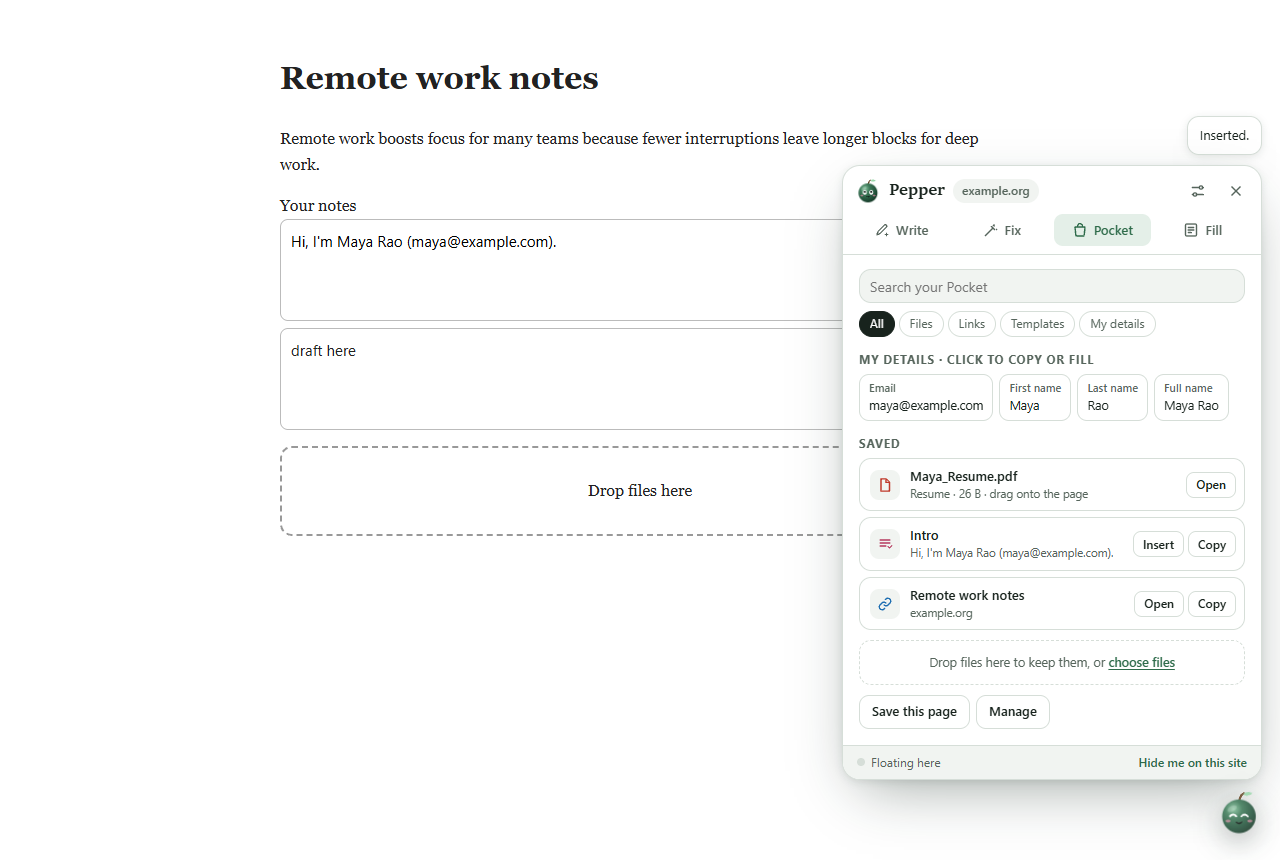 Remote work notes
Remote work boosts focus for many teams because fewer interruptions leave longer blocks for deep
work.
Your notes
Hi, I'm Maya Rao (maya@example.com).
draft here
Drop files here
Inserted.
Pepper
example.org
Write
Fix
Pocket
Fill
Search your Pocket
All
Files
Links
Templates
My details
MY DETAILS · CLICK TO COPY OR FILL
Email
maya@example.com
First name
Maya
Last name
Rao
Full name
Maya Rao
SAVED
Maya_Resume.pdf
Resume · 26 B · drag onto the page
Open
Intro
Hi, I'm Maya Rao (maya@example.com).
Insert
Copy
Remote work notes
example.org
Open
Copy
Drop files here to keep them, or choose files
Save this page
Manage
Floating here
Hide me on this site